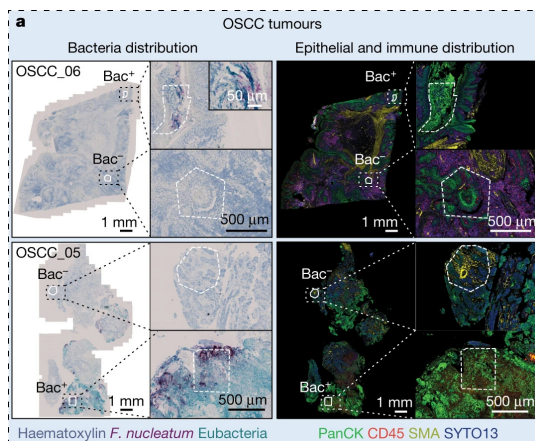 a
OSCC tumours
Bacteria distribution
Epithelial and immune distribution
OSCC_06
Bac⁺
50 µm
Bac⁻
1 mm
500 µm
Bac⁺
Bac⁻
1 mm
500 µm
OSCC_05
Bac⁻
Bac⁺
1 mm
500 µm
Bac⁻
Bac⁺
1 mm
500 µm
Haematoxylin F. nucleatum Eubacteria
PanCK CD45 SMA SYTO13